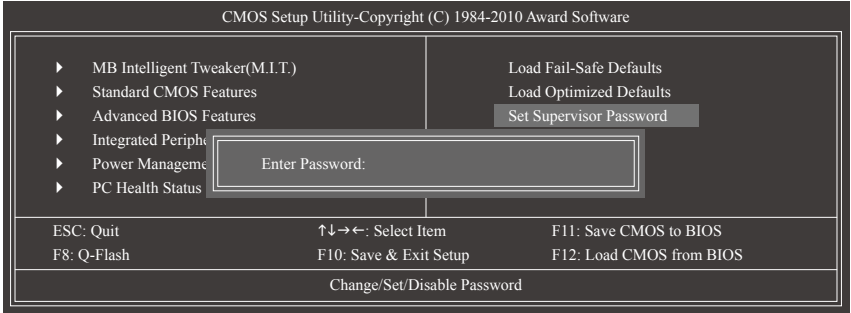 CMOS Setup Utility-Copyright (C) 1984-2010 Award Software
MB Intelligent Tweaker(M.I.T.)
Standard CMOS Features
Advanced BIOS Features
Integrated Periphe
Power Manageme
PC Health Status
Load Fail-Safe Defaults
Load Optimized Defaults
Set Supervisor Password
Enter Password:
ESC: Quit
↑↓→←: Select Item
F11: Save CMOS to BIOS
F8: Q-Flash
F10: Save & Exit Setup
F12: Load CMOS from BIOS
Change/Set/Disable Password